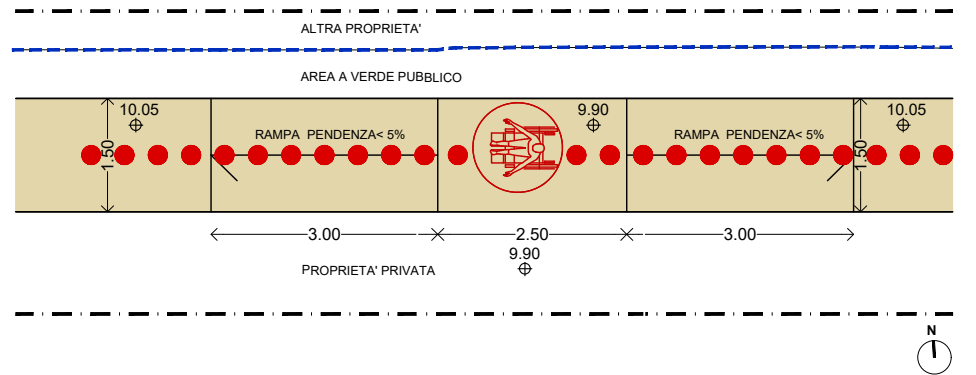 ALTRA PROPRIETA'
AREA A VERDE PUBBLICO
10.05
9.90
10.05
RAMPA PENDENZA< 5%
RAMPA PENDENZA< 5%
1.50
1.50
3.00
2.50
3.00
9.90
PROPRIETA' PRIVATA
N